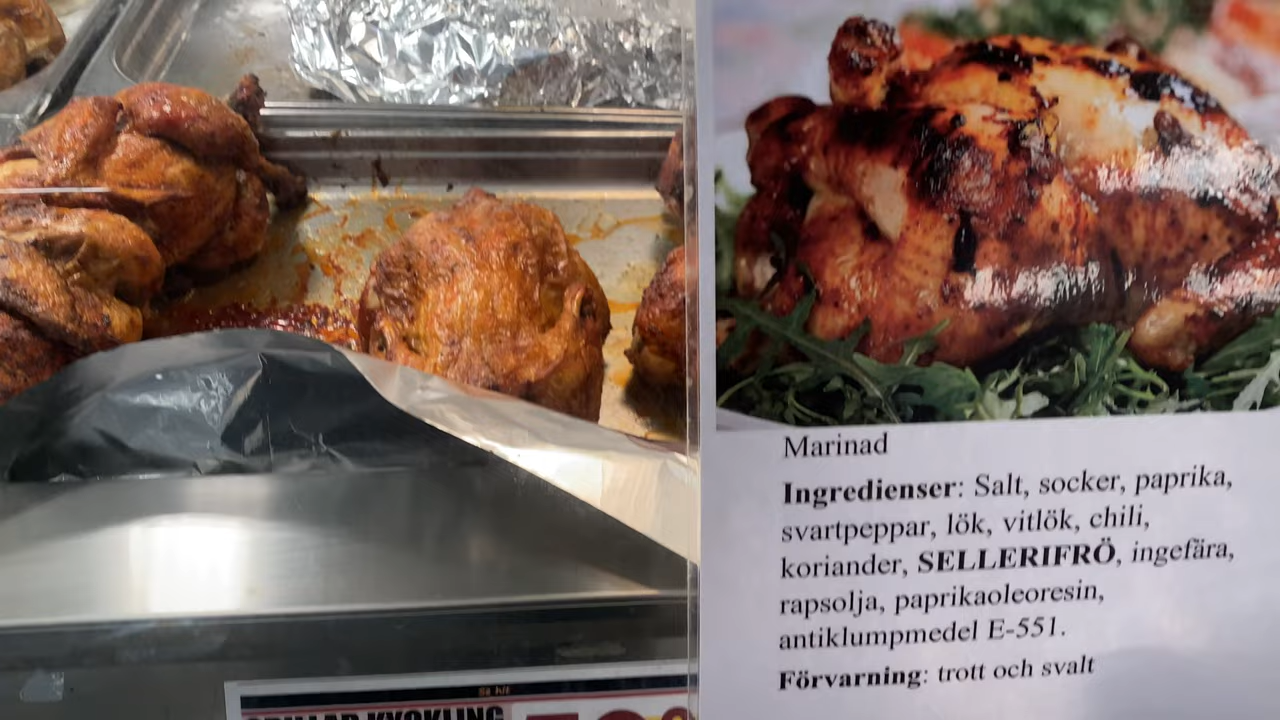 Marinad
Ingredienser: Salt, socker, paprika,
svartpeppar, lök, vitlök, chili,
koriander, SELLERIFRÖ, ingefära,
rapsolja, paprikaoleoresin,
antiklumpmedel E-551.
Förvarning: trott och svalt
KYCKLING